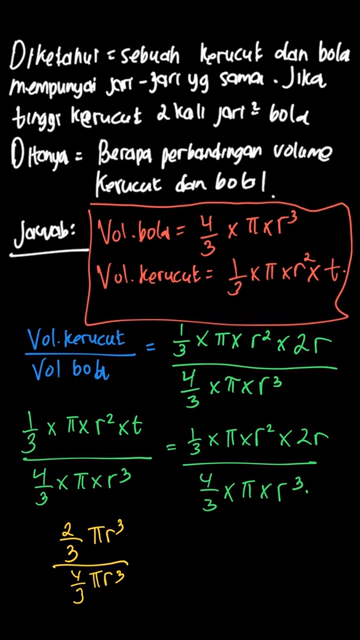 Diketahui = sebuah kerucut dan bola
mempunyai jari-jari yg sama. Jika
tinggi kerucut 2 kali jari² bola
Ditanya = Berapa perbandingan volume
kerucut dan bola.
Jawab:
Vol. bola = 4/3 x π x r³
Vol. kerucut = 1/3 x π x r² x t.
Vol. kerucut / Vol bola = (1/3 x π x r² x 2r) / (4/3 x π x r³)
(1/3 x π x r² x t) / (4/3 x π x r³) = (1/3 x π x r² x 2r) / (4/3 x π x r³.)
2/3 πr³
4/3 πr³